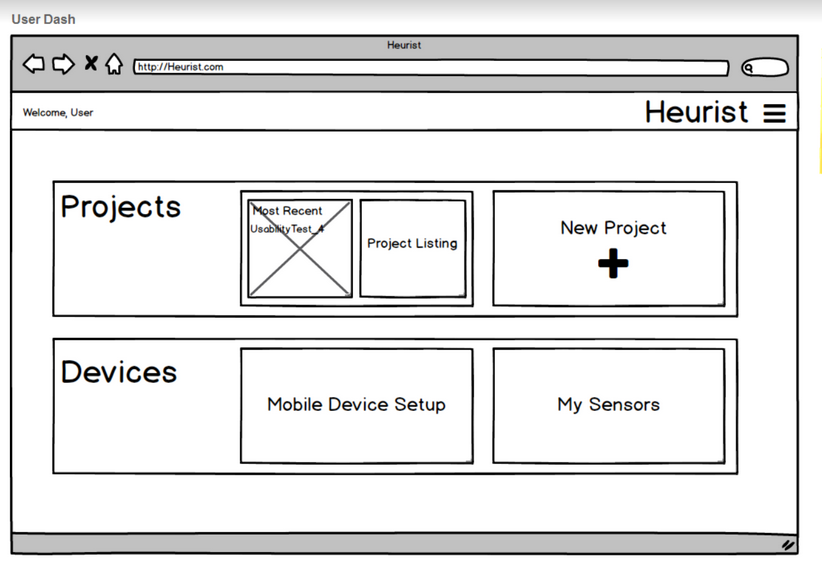 User Dash
Heurist
http://Heurist.com
Welcome, User
Heurist
Projects
Most Recent
UsabilityTest_4
Project Listing
New Project
Devices
Mobile Device Setup
My Sensors